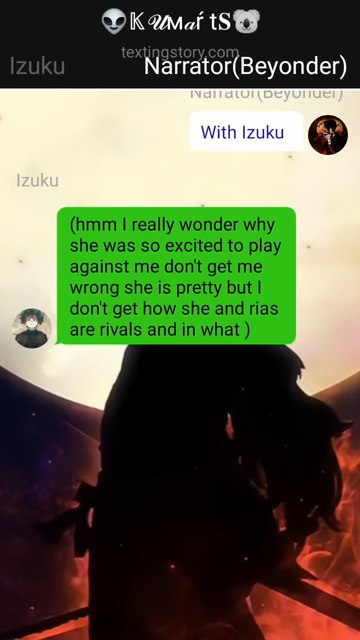 👽𝕂 𝓤ᴍ𝒂ŕ tS🐨
textingstory.com
Izuku
Narrator(Beyonder)
Narrator(Beyonder)
With Izuku
Izuku
(hmm I really wonder why
she was so excited to play
against me don't get me
wrong she is pretty but I
don't get how she and rias
are rivals and in what )